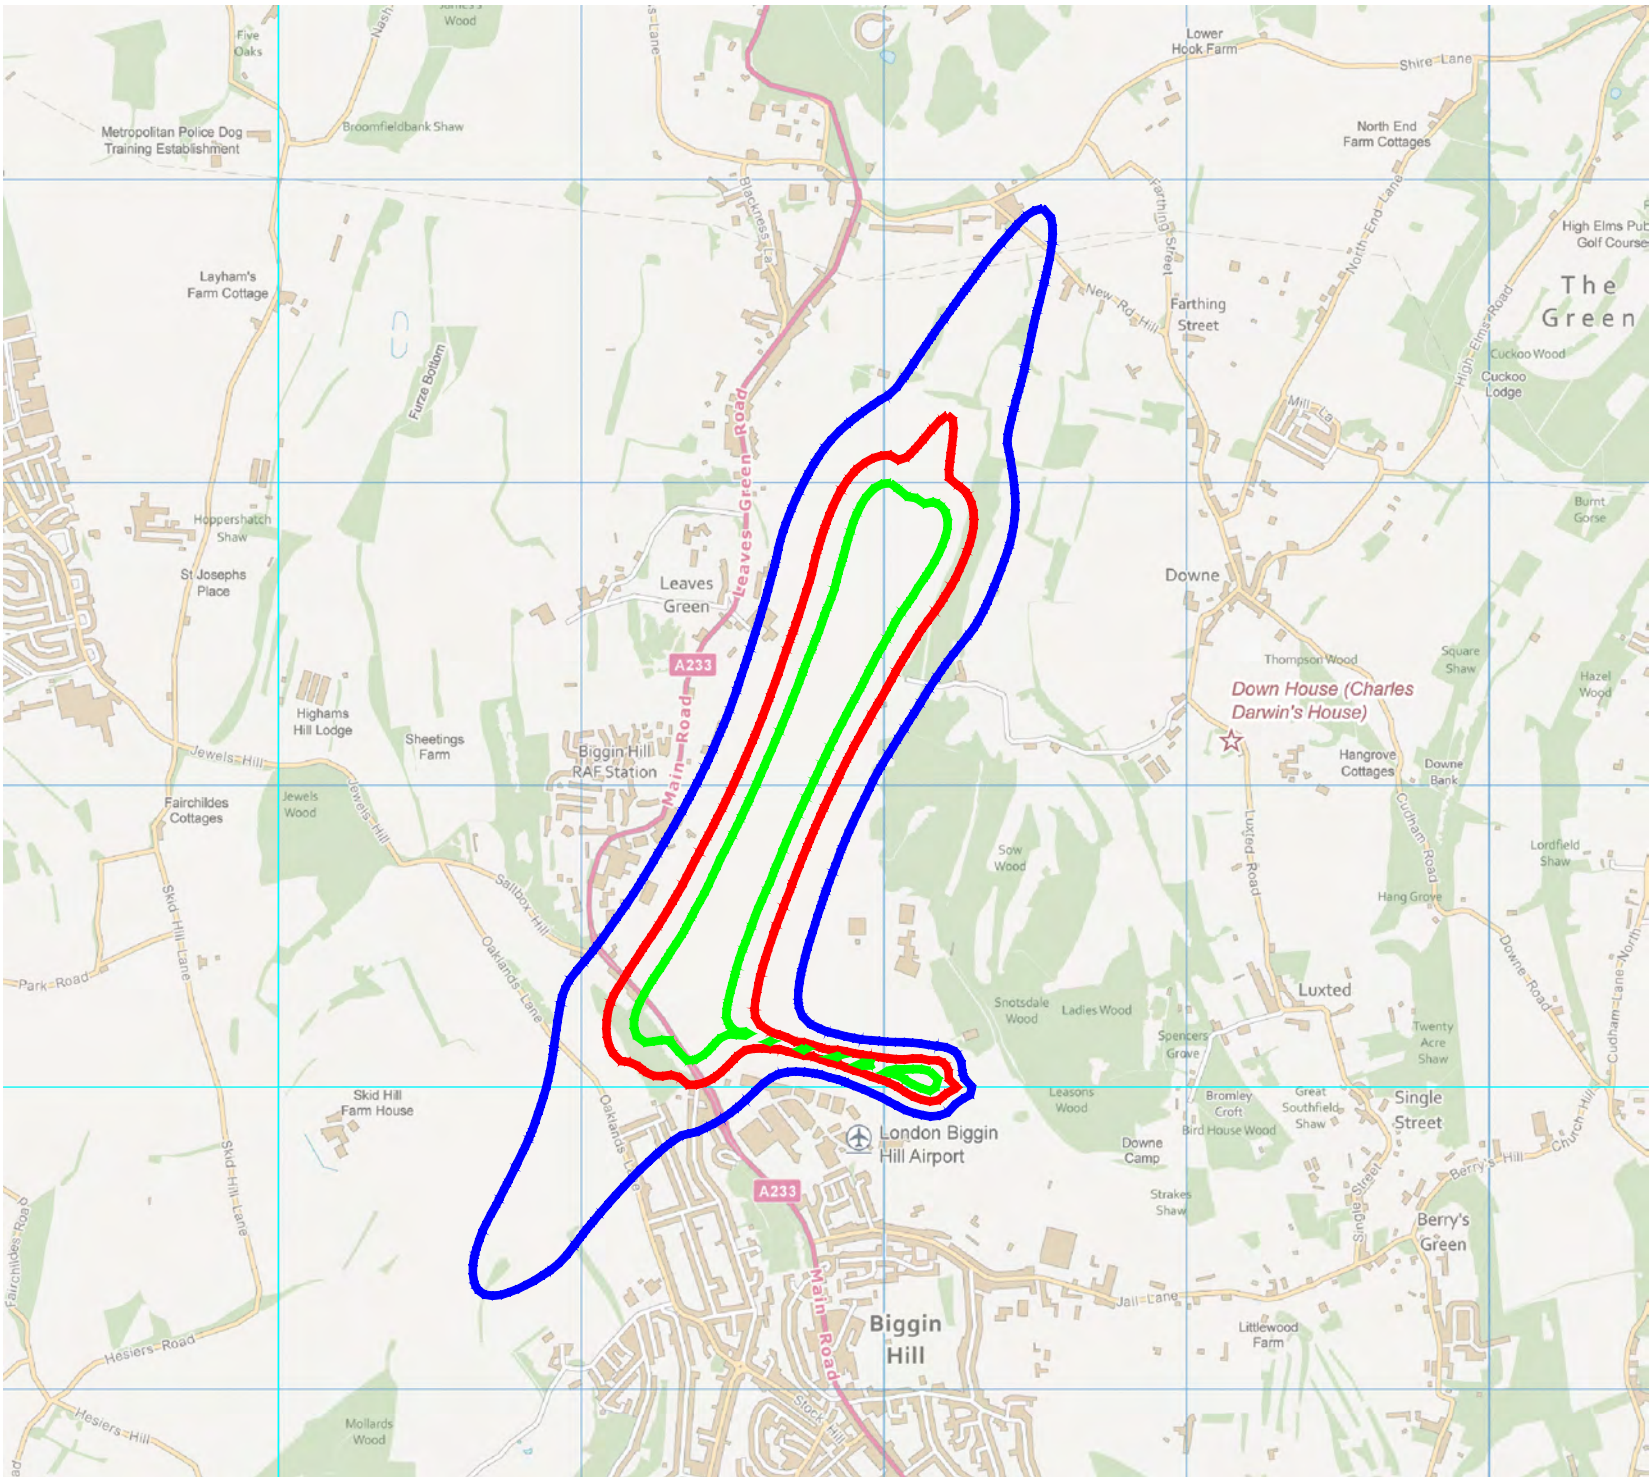 James's
Wood
Nash
s Lane
Five
Oaks
Lower
Hook Farm
Shire Lane
Metropolitan Police Dog
Training Establishment
Broomfieldbank Shaw
North End
Farm Cottages
Blackness La
Farthing Street
North End Lane
High Elms Pub
Golf Course
Layham's
Farm Cottage
New Rd Hill
Farthing
Street
The
Green
High Elms Road
Cuckoo Wood
Cuckoo
Lodge
Furze Bottom
Leaves Green Road
Mill La
Hoppershatch
Shaw
Burnt
Gorse
St Josephs
Place
Leaves
Green
Downe
A233
Thompson Wood
Square
Shaw
Hazel
Wood
Down House (Charles
Darwin's House)
Highams
Hill Lodge
Sheetings
Farm
Main Road
Biggin Hill
RAF Station
Jewels Hill
Hangrove
Cottages
Downe
Bank
Jewels
Wood
Jewels Hill
Fairchildes
Cottages
Luxted Road
Cudham Road
Sow
Wood
Lordfield
Shaw
Saltbox Hill
Skid Hill Lane
Hang Grove
Oaklands Lane
Downe Road
Cudham Lane North
Park Road
Luxted
Snotsdale
Wood
Ladies Wood
Spencers
Grove
Twenty
Acre
Shaw
Skid Hill
Farm House
Oaklands La
Leasons
Wood
Bromley
Croft
Bird House Wood
Great
Southfield
Shaw
Single
Street
London Biggin
Hill Airport
Downe
Camp
Church Hill
Berry's Hill
Skid Hill Lane
A233
Strakes
Shaw
Single Street
Berry's
Green
Fairchildes Road
Main Road
Jail Lane
Biggin
Hill
Littlewood
Farm
Hesiers Road
Hesiers Hill
Mollards
Wood
Stock Hill
ad